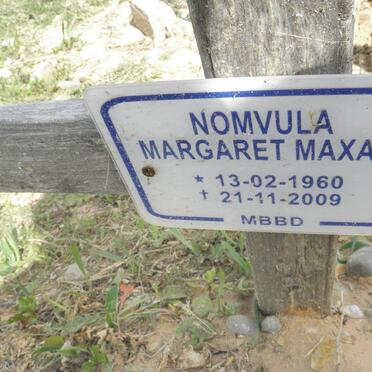 NOMVULA
MARGARET MAXA
* 13-02-1960
† 21-11-2009
MBBD